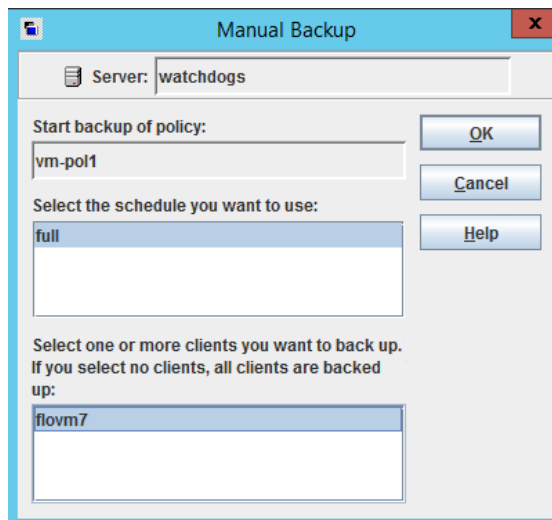 Manual Backup
x
Server: watchdogs
Start backup of policy:
vm-pol1
Select the schedule you want to use:
full
Select one or more clients you want to back up.
If you select no clients, all clients are backed
up:
flovm7
OK
Cancel
Help